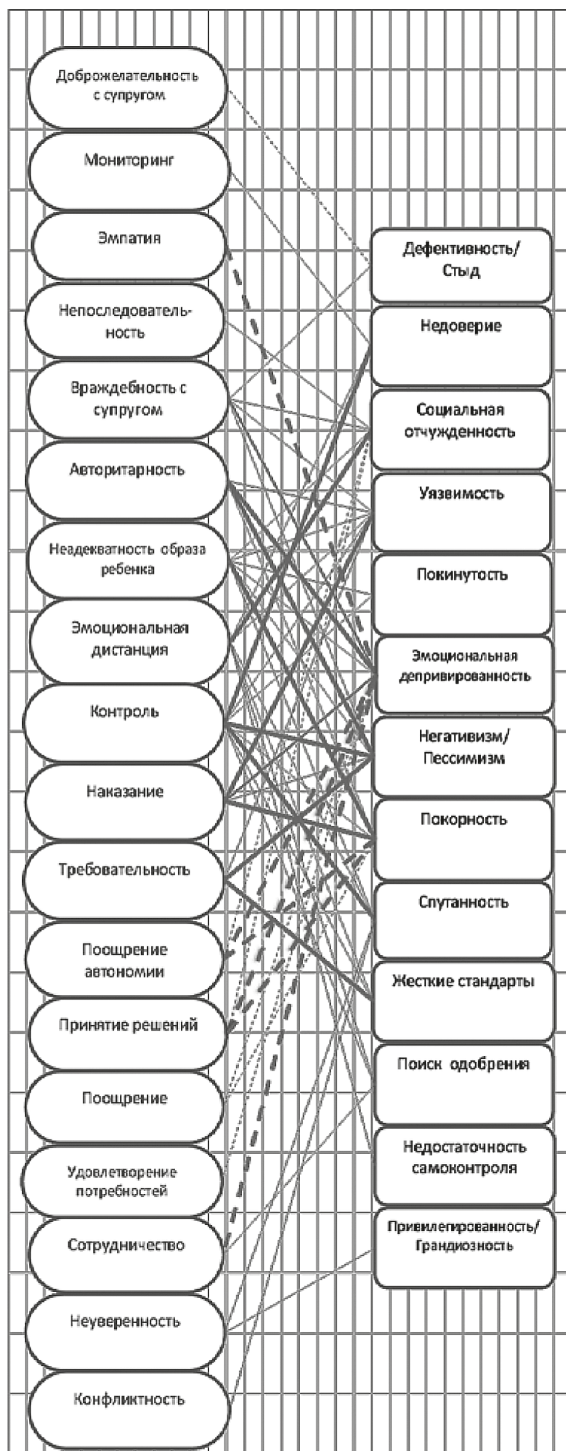 Доброжелательность
с супругом
Мониторинг
Эмпатия
Непоследователь-
ность
Враждебность с
супругом
Авторитарность
Неадекватность образа
ребенка
Эмоциональная
дистанция
Контроль
Наказание
Требовательность
Поощрение
автономии
Принятие решений
Поощрение
Удовлетворение
потребностей
Сотрудничество
Неуверенность
Конфликтность
Дефективность/
Стыд
Недоверие
Социальная
отчужденность
Уязвимость
Покинутость
Эмоциональная
депривированность
Негативизм/
Пессимизм
Покорность
Спутанность
Жесткие стандарты
Поиск одобрения
Недостаточность
самоконтроля
Привилегированность/
Грандиозность